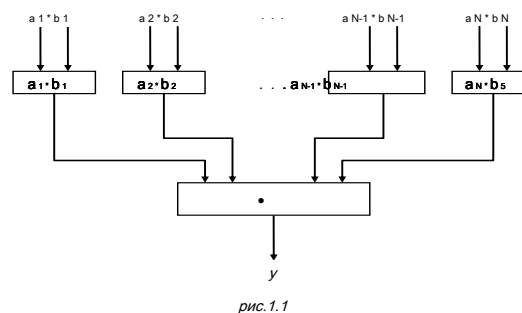 a 1 * b 1 a 2 * b 2 . . . a N-1 * b N-1 a N * b N
a1*b1 a2*b2 . . . aN-1*bN-1 aN*b5
•
y
рис.1.1